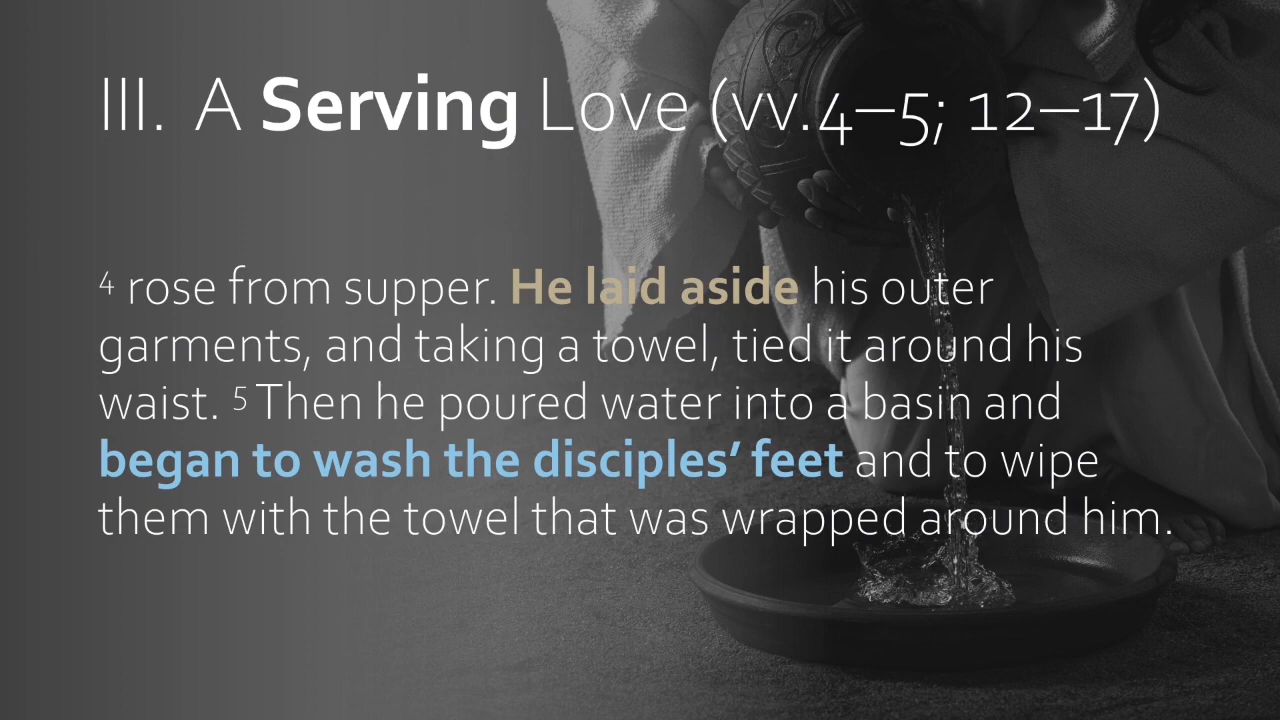 III. A Serving Love (vv.4–5; 12–17)
4 rose from supper. He laid aside his outer
garments, and taking a towel, tied it around his
waist. 5 Then he poured water into a basin and
began to wash the disciples’ feet and to wipe
them with the towel that was wrapped around him.